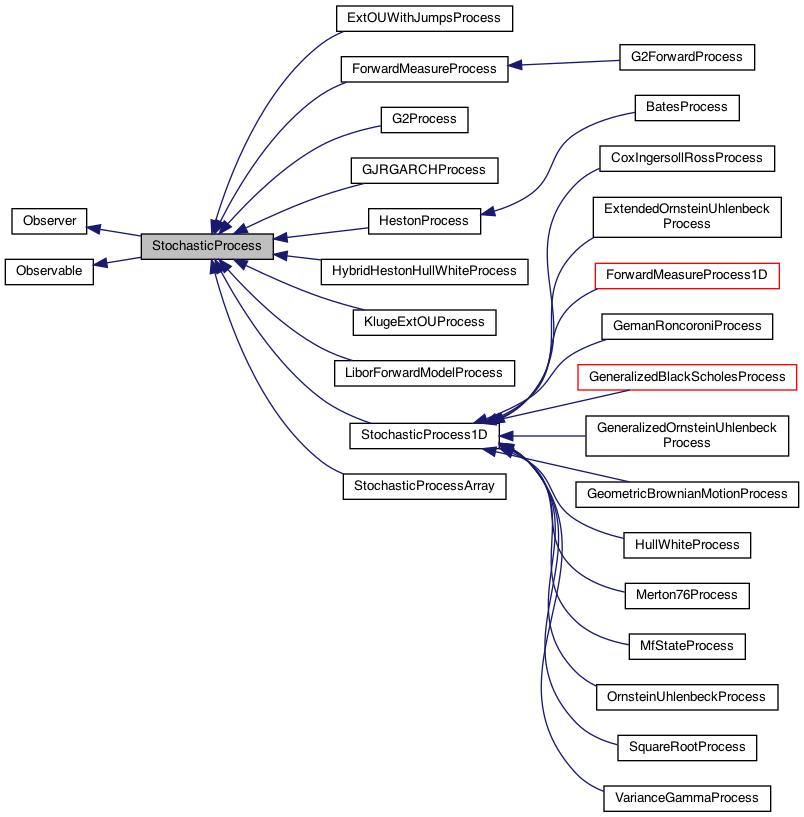 Observer
Observable
StochasticProcess
ExtOUWithJumpsProcess
ForwardMeasureProcess
G2Process
GJRGARCHProcess
HestonProcess
HybridHestonHullWhiteProcess
KlugeExtOUProcess
LiborForwardModelProcess
StochasticProcess1D
StochasticProcessArray
G2ForwardProcess
BatesProcess
CoxIngersollRossProcess
ExtendedOrnsteinUhlenbeck
Process
ForwardMeasureProcess1D
GemanRoncoroniProcess
GeneralizedBlackScholesProcess
GeneralizedOrnsteinUhlenbeck
Process
GeometricBrownianMotionProcess
HullWhiteProcess
Merton76Process
MfStateProcess
OrnsteinUhlenbeckProcess
SquareRootProcess
VarianceGammaProcess